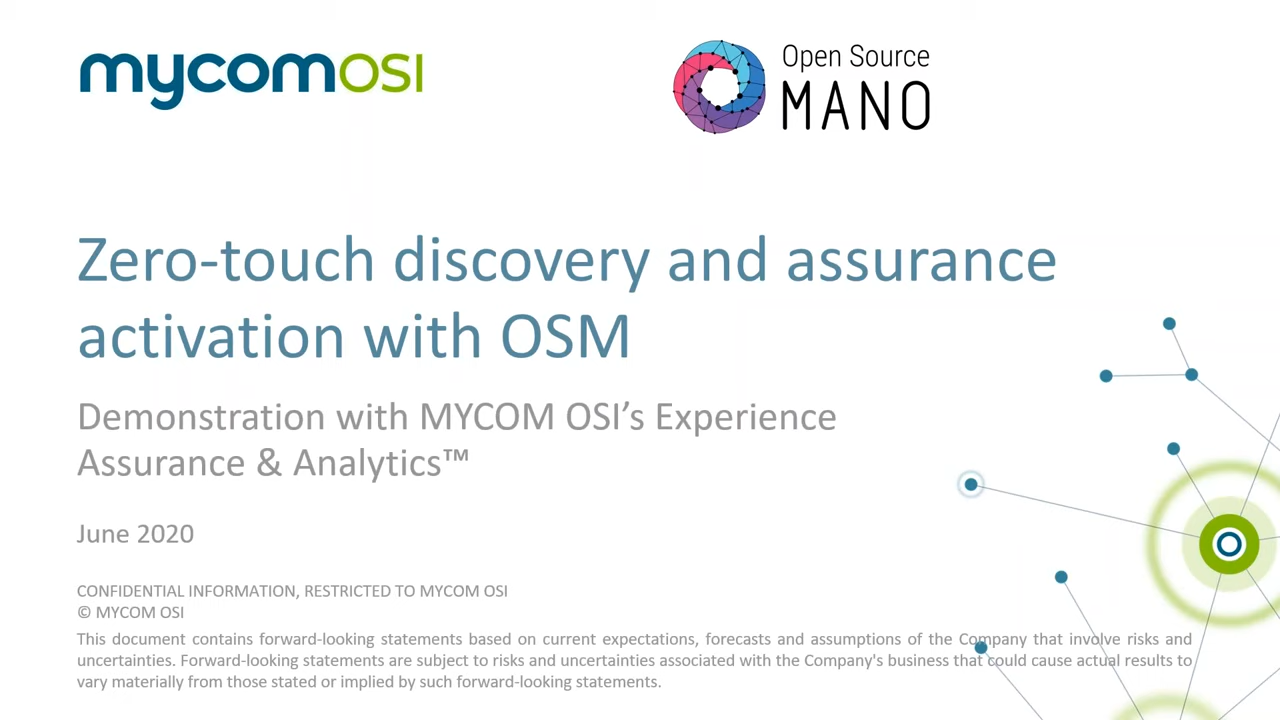 mycomOSI
Open Source
MANO
Zero-touch discovery and assurance
activation with OSM
Demonstration with MYCOM OSI’s Experience
Assurance & Analytics™
June 2020
CONFIDENTIAL INFORMATION, RESTRICTED TO MYCOM OSI
© MYCOM OSI
This document contains forward-looking statements based on current expectations, forecasts and assumptions of the Company that involve risks and
uncertainties. Forward-looking statements are subject to risks and uncertainties associated with the Company's business that could cause actual results to
vary materially from those stated or implied by such forward-looking statements.